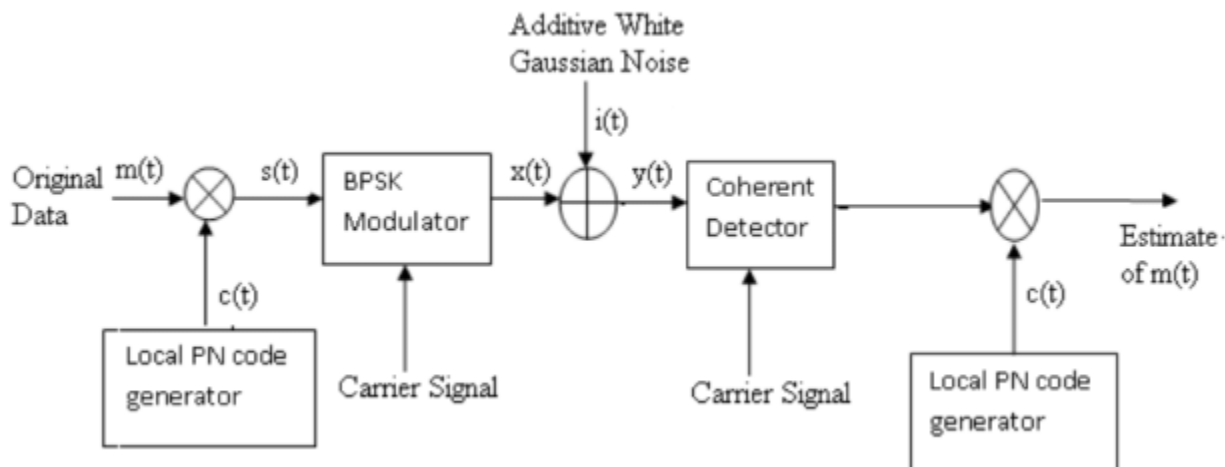 Additive White
Gaussian Noise
i(t)
Original
Data
m(t)
s(t)
BPSK
Modulator
x(t)
y(t)
Coherent
Detector
Estimate
of m(t)
c(t)
c(t)
Local PN code
generator
Carrier Signal
Carrier Signal
Local PN code
generator